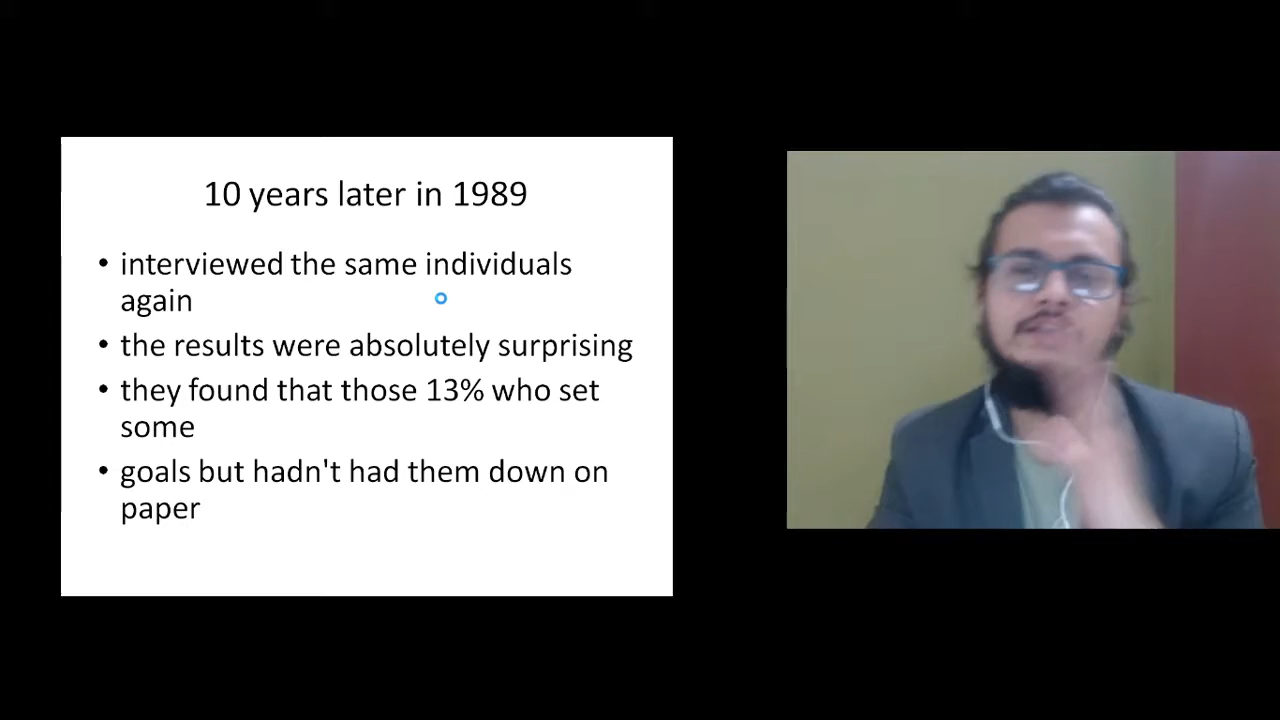 10 years later in 1989
• interviewed the same individuals
again
• the results were absolutely surprising
• they found that those 13% who set
some
• goals but hadn't had them down on
paper